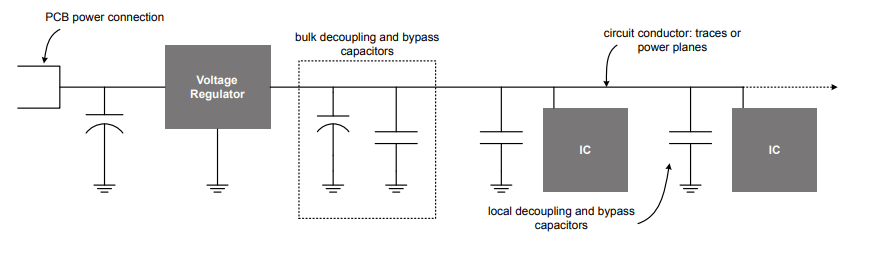 PCB power connection
Voltage
Regulator
bulk decoupling and bypass
capacitors
circuit conductor: traces or
power planes
IC
IC
local decoupling and bypass
capacitors